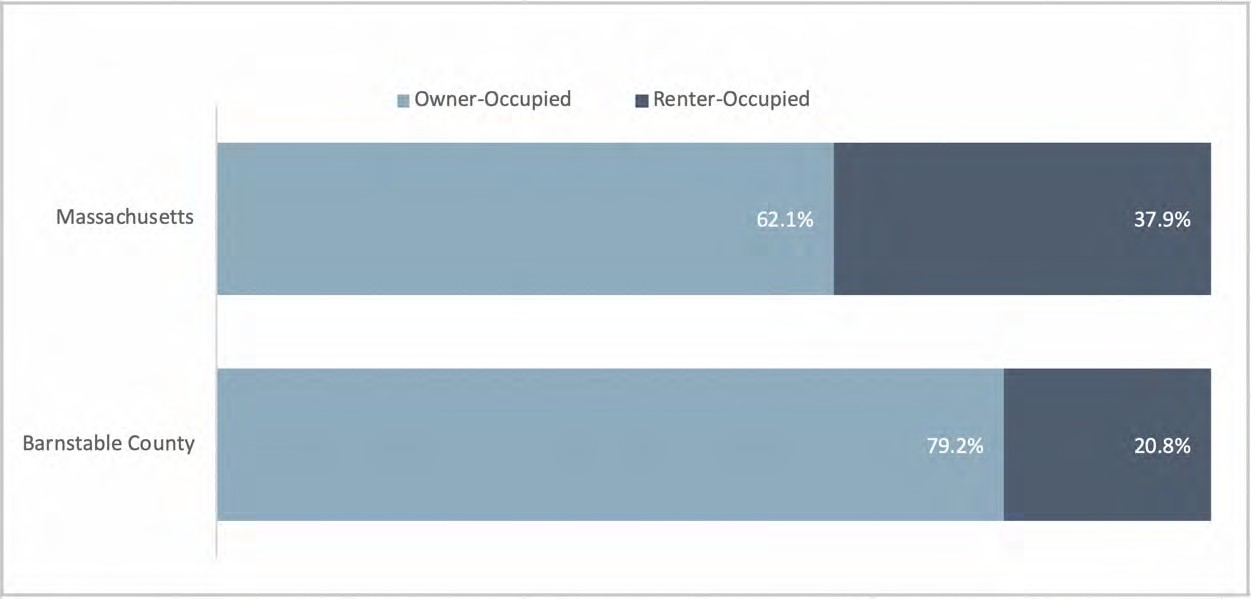 Owner-Occupied Renter-Occupied
Massachusetts 62.1% 37.9%
Barnstable County 79.2% 20.8%